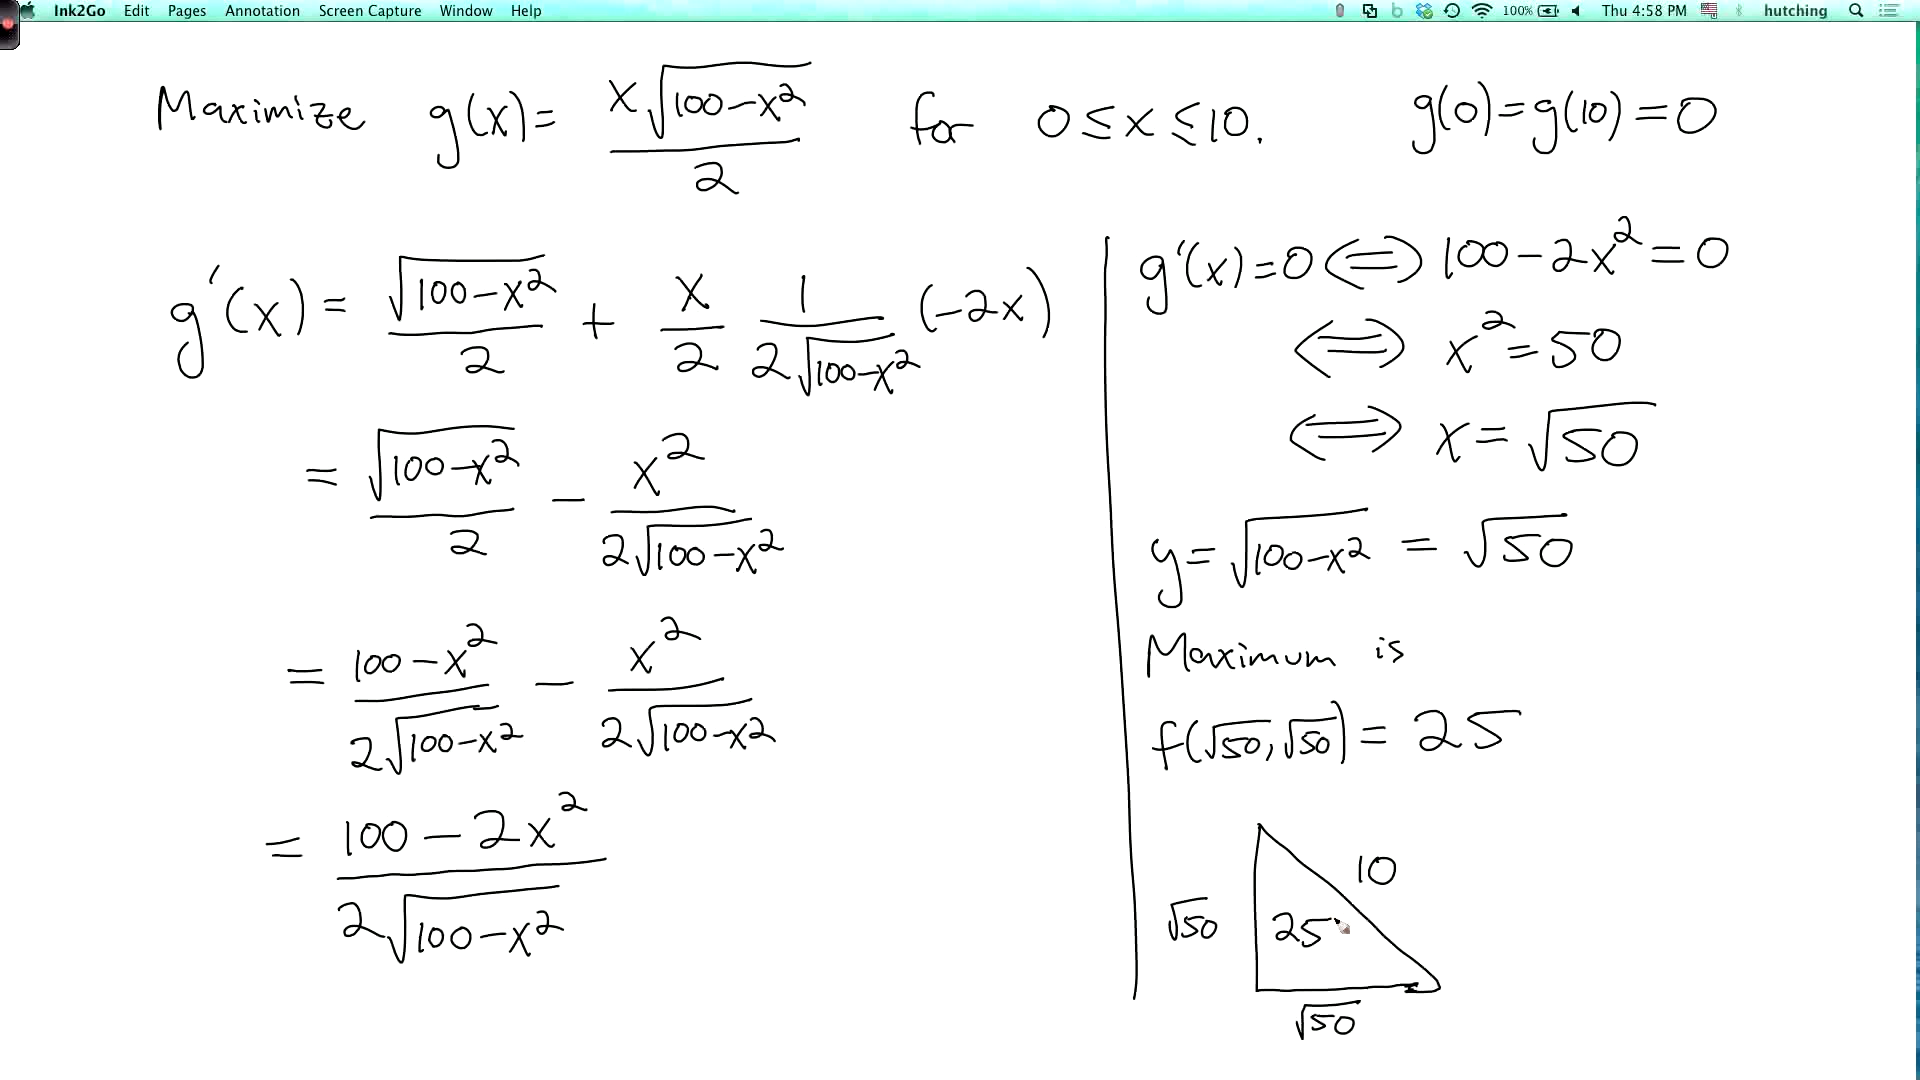 Ink2Go Edit Pages Annotation Screen Capture Window Help 100% Thu 4:58 PM hutching
Maximize g(x) = x√(100-x²)/2 for 0 ≤ x ≤ 10. g(0) = g(10) = 0
g'(x) = √(100-x²)/2 + x/2 1/(2√(100-x²)) (-2x)
= √(100-x²)/2 - x²/(2√(100-x²))
= (100-x²)/(2√(100-x²)) - x²/(2√(100-x²))
= (100-2x²)/(2√(100-x²))
g'(x) = 0 ⟺ 100-2x² = 0
⟺ x² = 50
⟺ x = √50
y = √(100-x²) = √50
Maximum is
f(√50, √50) = 25
10
√50 25
√50